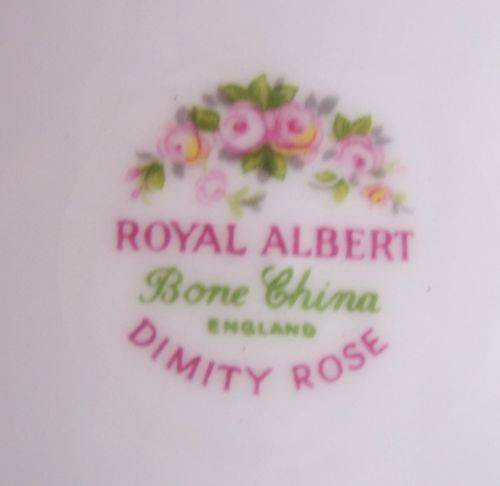 ROYAL ALBERT
Bone China
ENGLAND
DIMITY ROSE